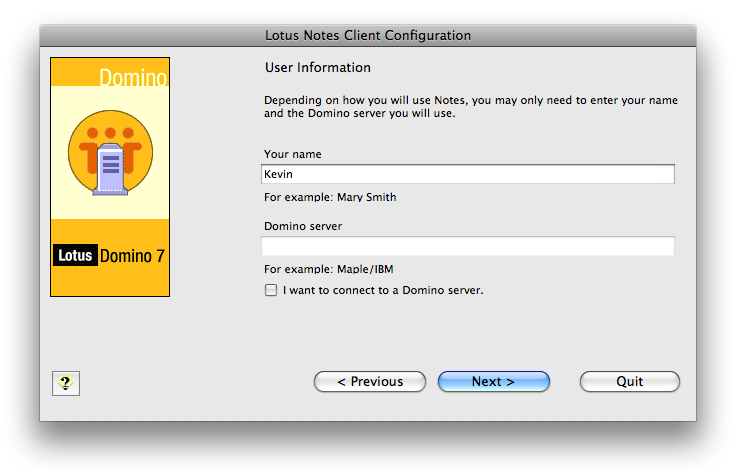 Lotus Notes Client Configuration
Domino
Lotus Domino 7
User Information
Depending on how you will use Notes, you may only need to enter your name
and the Domino server you will use.
Your name
Kevin
For example: Mary Smith
Domino server
For example: Maple/IBM
I want to connect to a Domino server.
?
< Previous
Next >
Quit